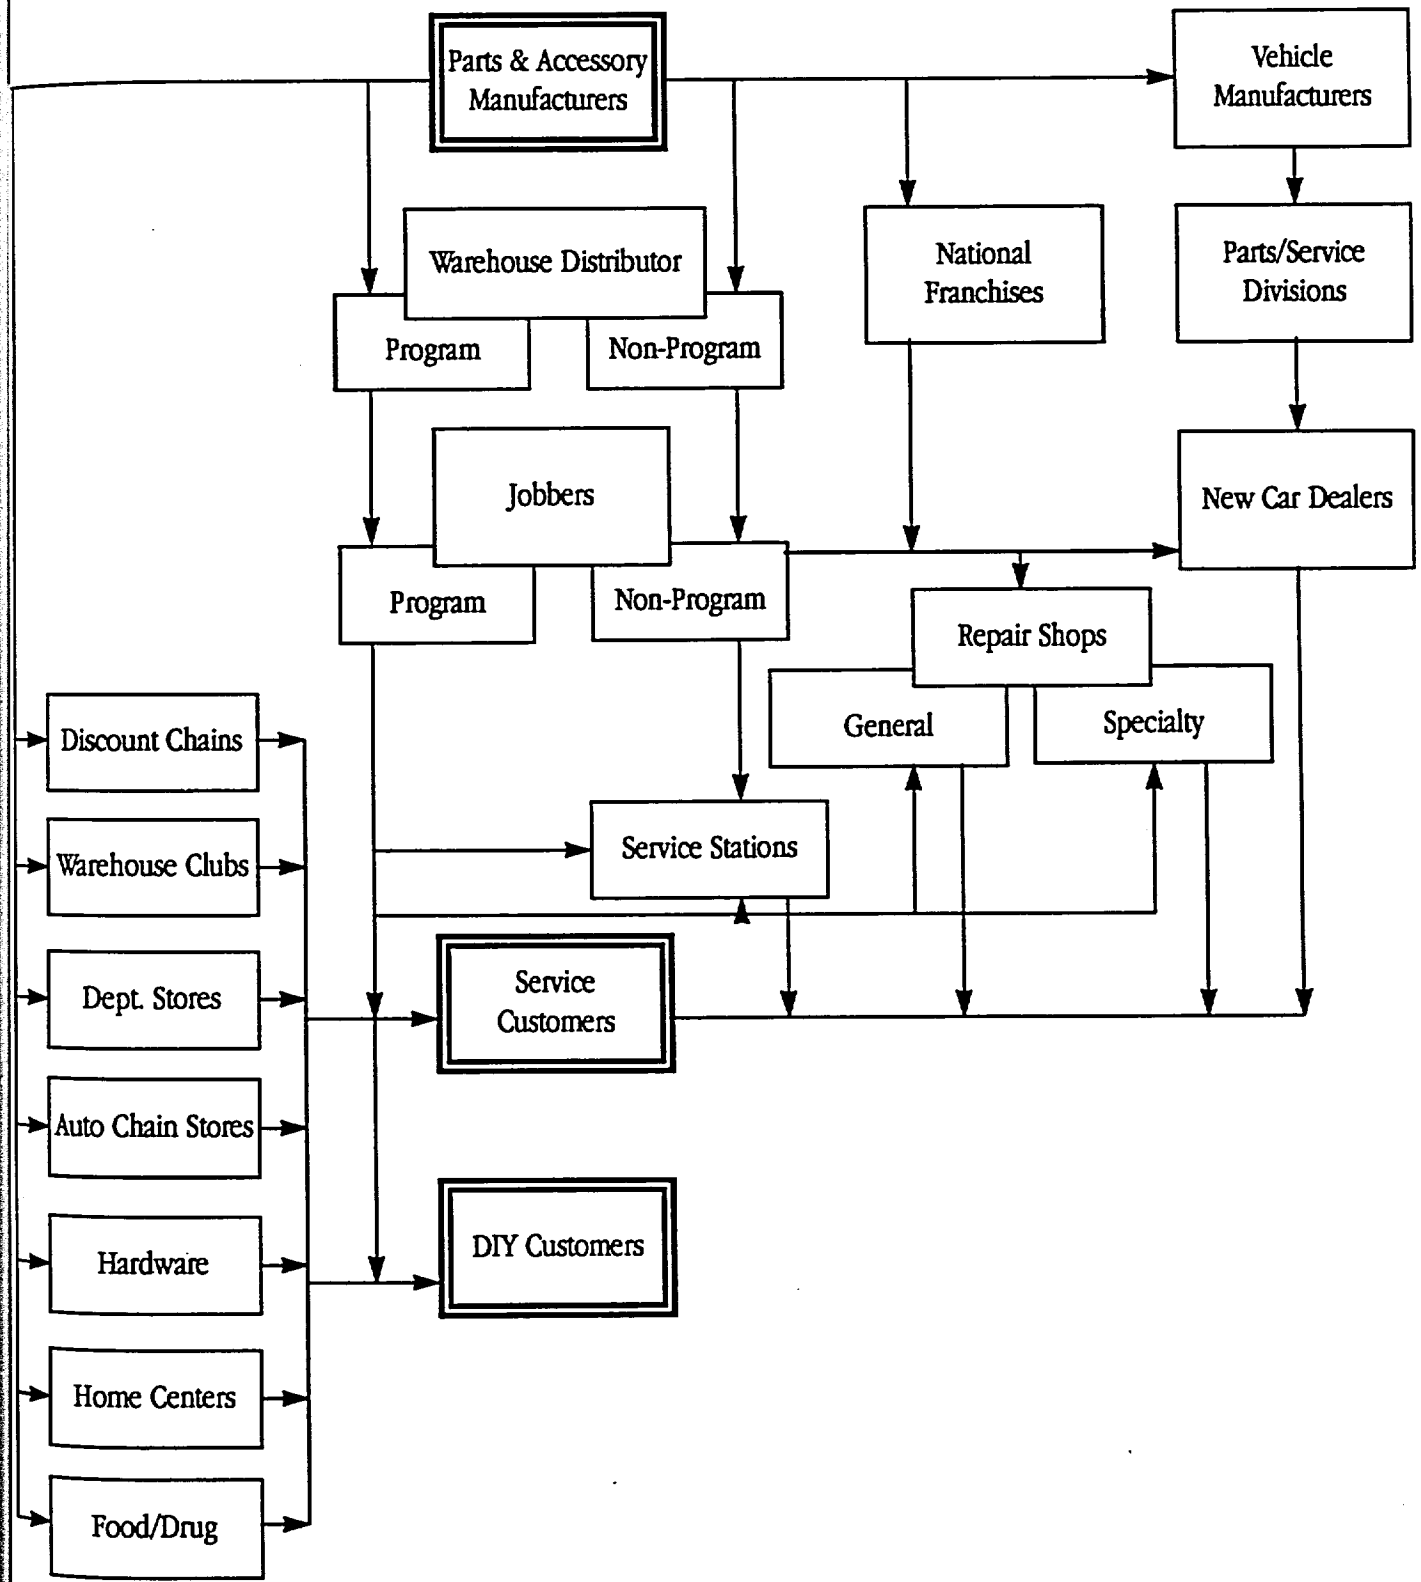 Parts & Accessory
Manufacturers
Vehicle
Manufacturers
Warehouse Distributor
Program
Non-Program
National
Franchises
Parts/Service
Divisions
Jobbers
Program
Non-Program
New Car Dealers
Repair Shops
General
Specialty
Discount Chains
Service Stations
Warehouse Clubs
Dept. Stores
Service
Customers
Auto Chain Stores
Hardware
DIY Customers
Home Centers
Food/Drug